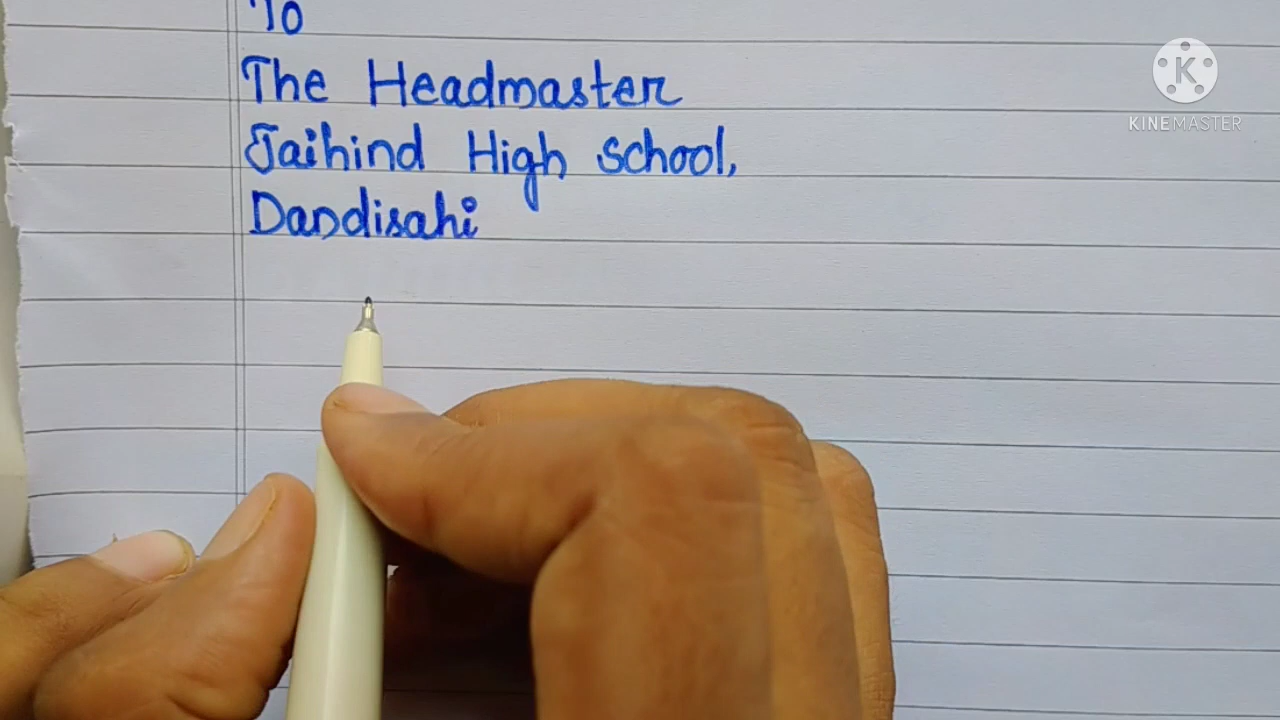 To
The Headmaster
Jaihind High School,
Dandisahi
K
KINEMASTER